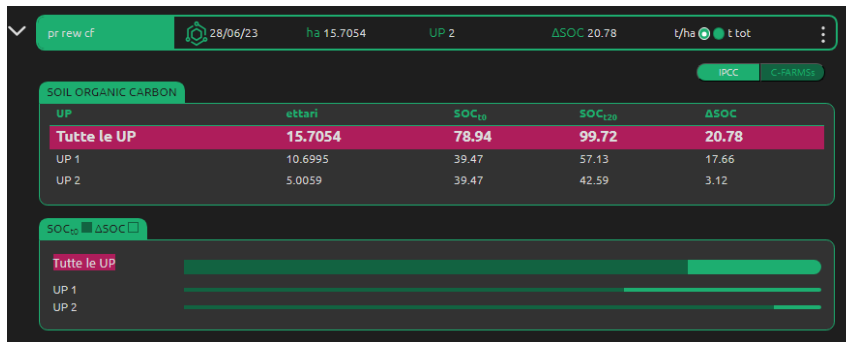 pr rew cf 28/06/23 ha 15.7054 UP 2 ΔSOC 20.78 t/ha t tot
IPCC C-FARMSs
SOIL ORGANIC CARBON
UP ettari SOCt0 SOCt20 ΔSOC
Tutte le UP 15.7054 78.94 99.72 20.78
UP 1 10.6995 39.47 57.13 17.66
UP 2 5.0059 39.47 42.59 3.12
SOCt0 ΔSOC
Tutte le UP
UP 1
UP 2